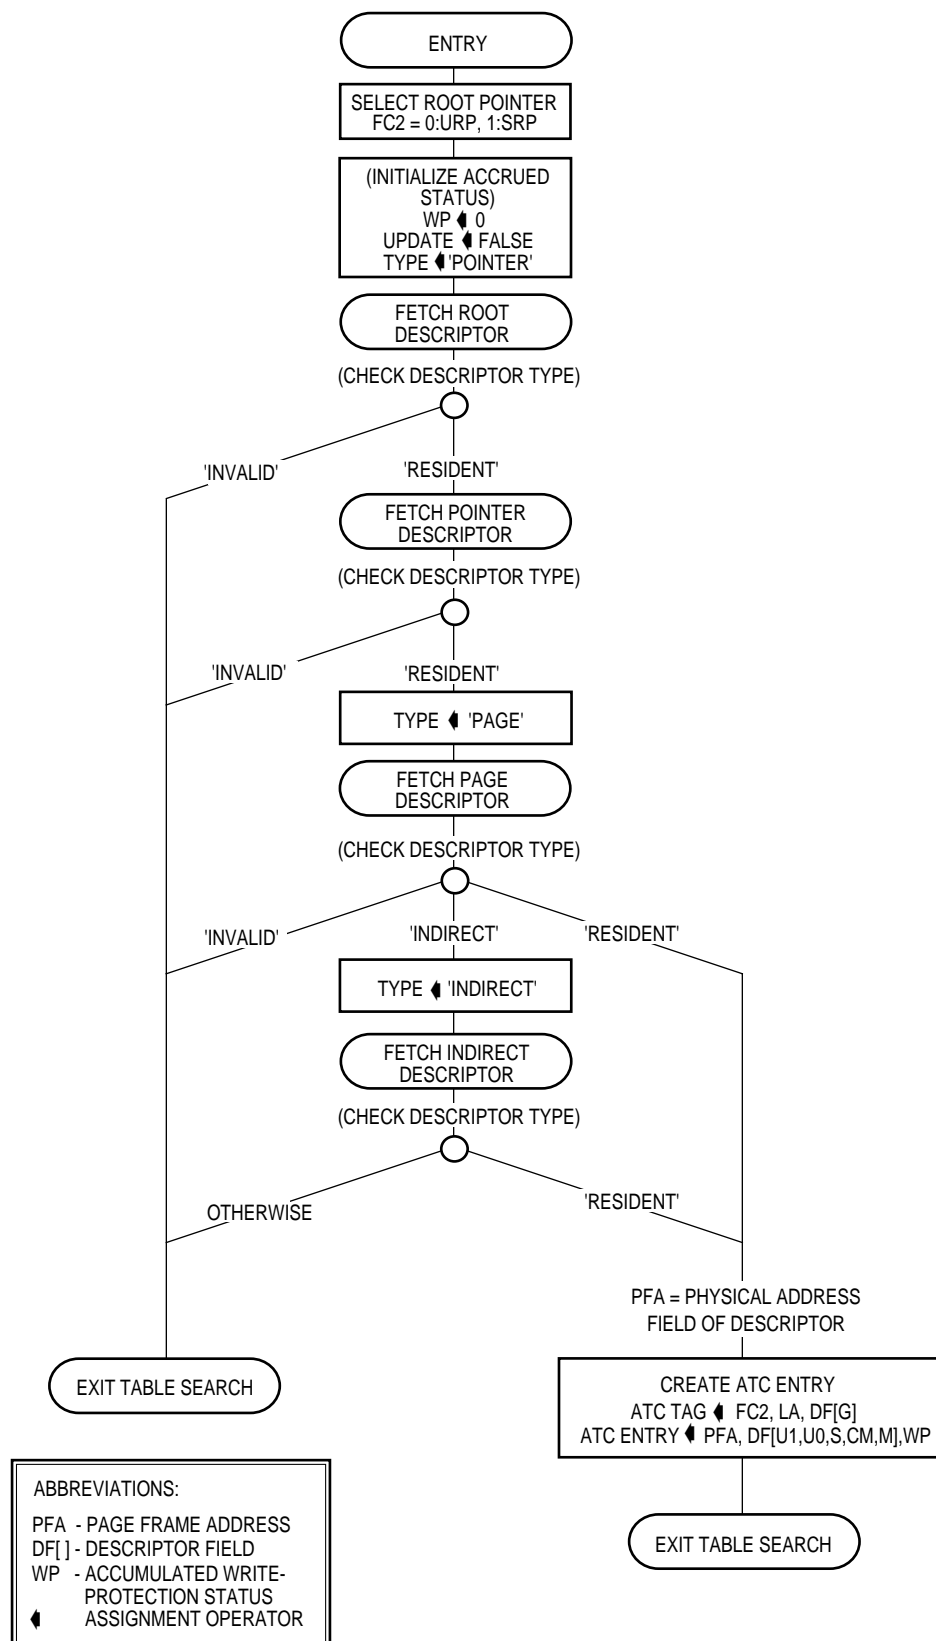 ENTRY
SELECT ROOT POINTER
FC2 = 0:URP, 1:SRP
(INITIALIZE ACCRUED
STATUS)
WP ◖ 0
UPDATE ◖ FALSE
TYPE ◖ 'POINTER'
FETCH ROOT
DESCRIPTOR
(CHECK DESCRIPTOR TYPE)
'INVALID'
'RESIDENT'
FETCH POINTER
DESCRIPTOR
(CHECK DESCRIPTOR TYPE)
'INVALID'
'RESIDENT'
TYPE ◖ 'PAGE'
FETCH PAGE
DESCRIPTOR
(CHECK DESCRIPTOR TYPE)
'INVALID'
'INDIRECT'
'RESIDENT'
TYPE ◖ 'INDIRECT'
FETCH INDIRECT
DESCRIPTOR
(CHECK DESCRIPTOR TYPE)
OTHERWISE
'RESIDENT'
PFA = PHYSICAL ADDRESS
FIELD OF DESCRIPTOR
EXIT TABLE SEARCH
CREATE ATC ENTRY
ATC TAG ◖ FC2, LA, DF[G]
ATC ENTRY ◖ PFA, DF[U1,U0,S,CM,M],WP
EXIT TABLE SEARCH
ABBREVIATIONS:
PFA - PAGE FRAME ADDRESS
DF[ ] - DESCRIPTOR FIELD
WP - ACCUMULATED WRITE-
PROTECTION STATUS
◖ ASSIGNMENT OPERATOR